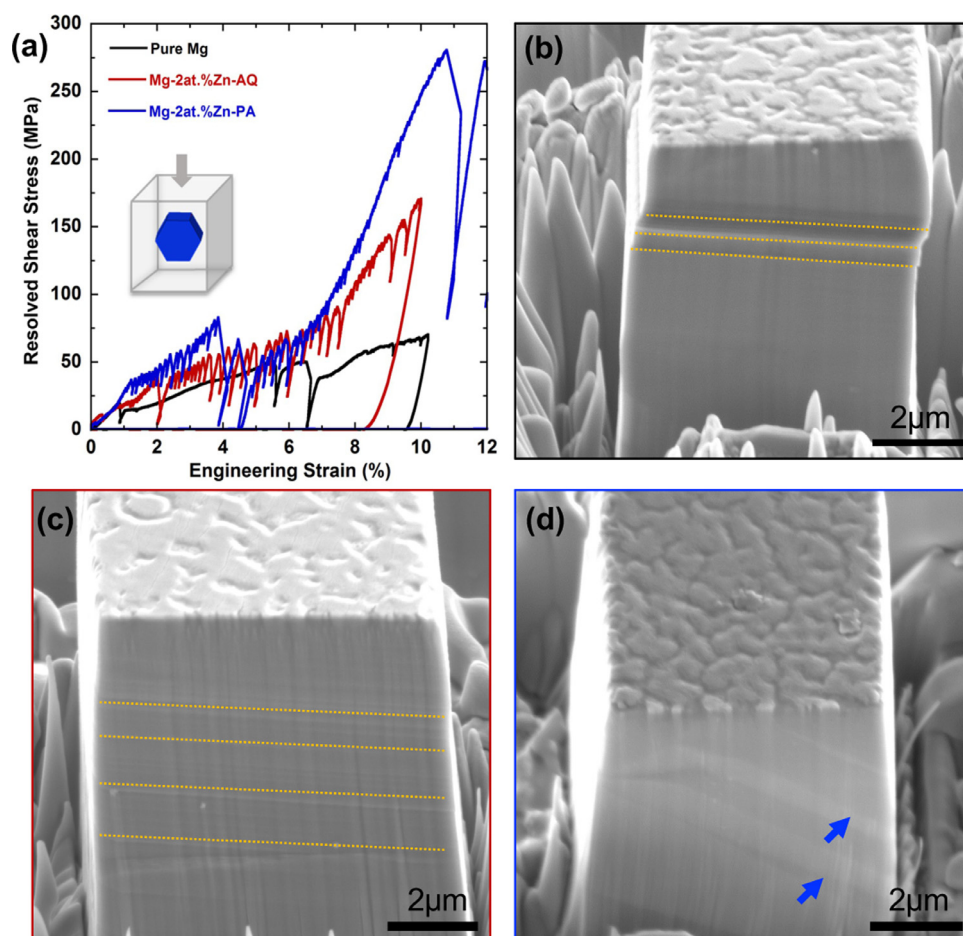 (a)
300
250
200
150
100
50
0
Resolved Shear Stress (MPa)
Pure Mg
Mg-2at.%Zn-AQ
Mg-2at.%Zn-PA
0 2 4 6 8 10 12
Engineering Strain (%)
(b)
2μm
(c)
2μm
(d)
2μm